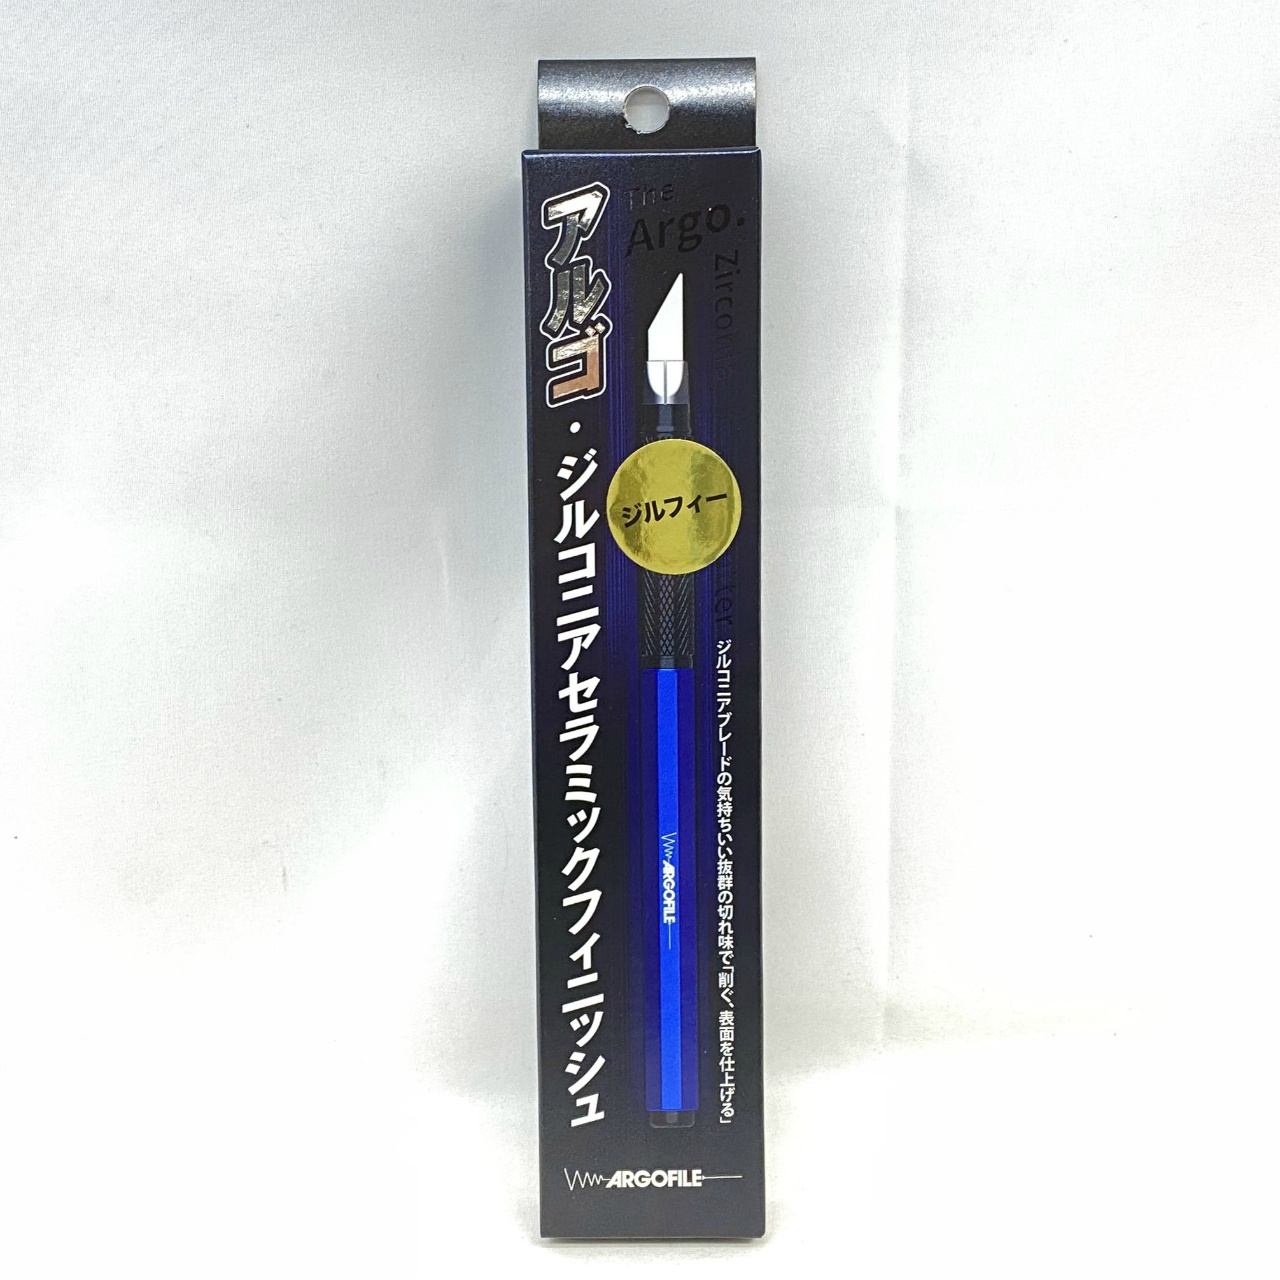 The
Argo.
アルゴ・ジルコニアセラミックフィニッシュ
ジルフィー
ジルコニアブレードの気持ちいい抜群の切れ味で「削ぐ、表面を仕上げる」
ARGOFILE
ARGOFILE